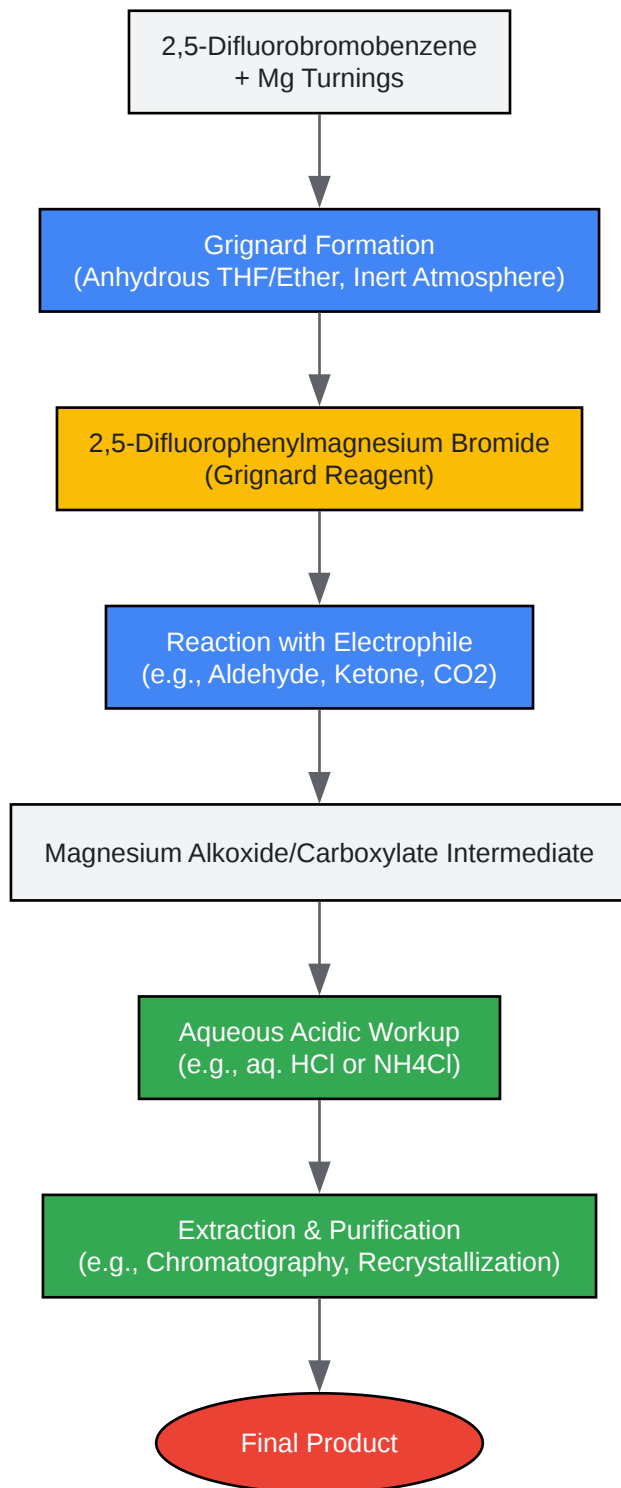 2,5-Difluorobromobenzene
+ Mg Turnings
Grignard Formation
(Anhydrous THF/Ether, Inert Atmosphere)
2,5-Difluorophenylmagnesium Bromide
(Grignard Reagent)
Reaction with Electrophile
(e.g., Aldehyde, Ketone, CO2)
Magnesium Alkoxide/Carboxylate Intermediate
Aqueous Acidic Workup
(e.g., aq. HCl or NH4Cl)
Extraction & Purification
(e.g., Chromatography, Recrystallization)
Final Product